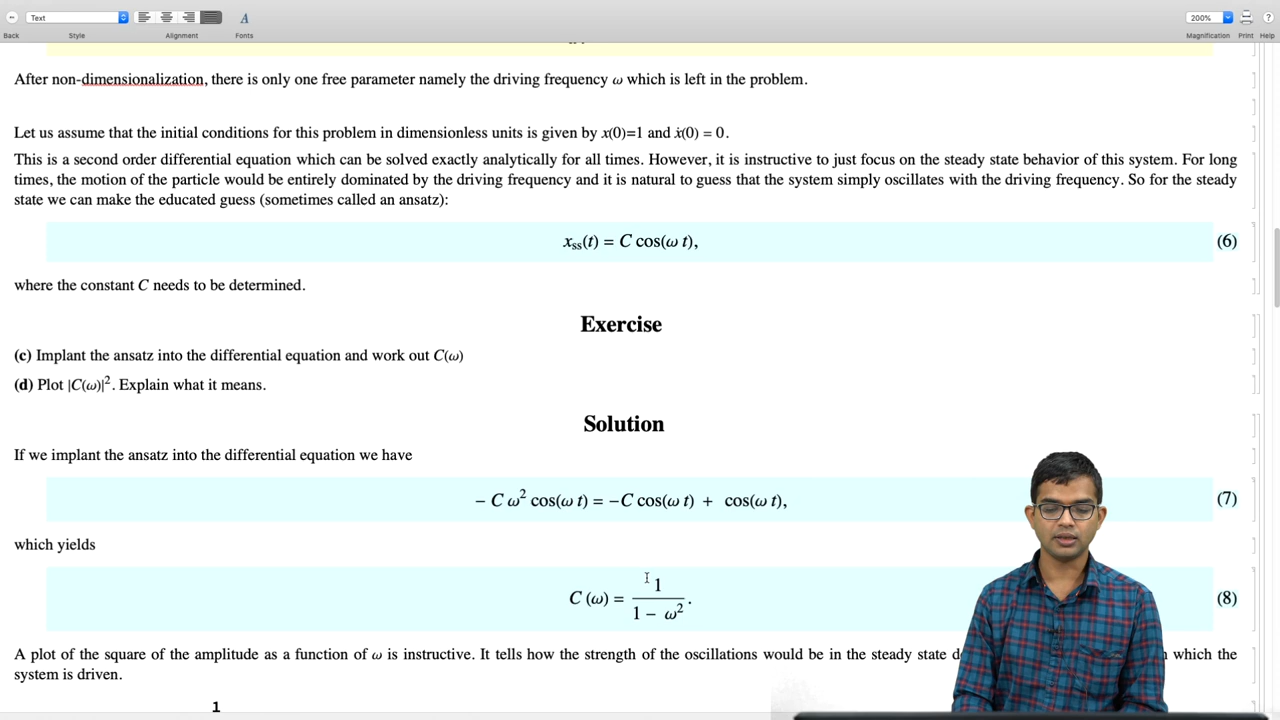 Text
200%
Back Style Alignment Fonts Magnification Print Help
After non-dimensionalization, there is only one free parameter namely the driving frequency ω which is left in the problem.
Let us assume that the initial conditions for this problem in dimensionless units is given by x(0)=1 and ẋ(0) = 0.
This is a second order differential equation which can be solved exactly analytically for all times. However, it is instructive to just focus on the steady state behavior of this system. For long
times, the motion of the particle would be entirely dominated by the driving frequency and it is natural to guess that the system simply oscillates with the driving frequency. So for the steady
state we can make the educated guess (sometimes called an ansatz):
xss(t) = C cos(ω t), (6)
where the constant C needs to be determined.
Exercise
(c) Implant the ansatz into the differential equation and work out C(ω)
(d) Plot |C(ω)|². Explain what it means.
Solution
If we implant the ansatz into the differential equation we have
− C ω² cos(ω t) = −C cos(ω t) + cos(ω t), (7)
which yields
C (ω) = 1 / (1 − ω²). (8)
A plot of the square of the amplitude as a function of ω is instructive. It tells how the strength of the oscillations would be in the steady state which the
system is driven.
1